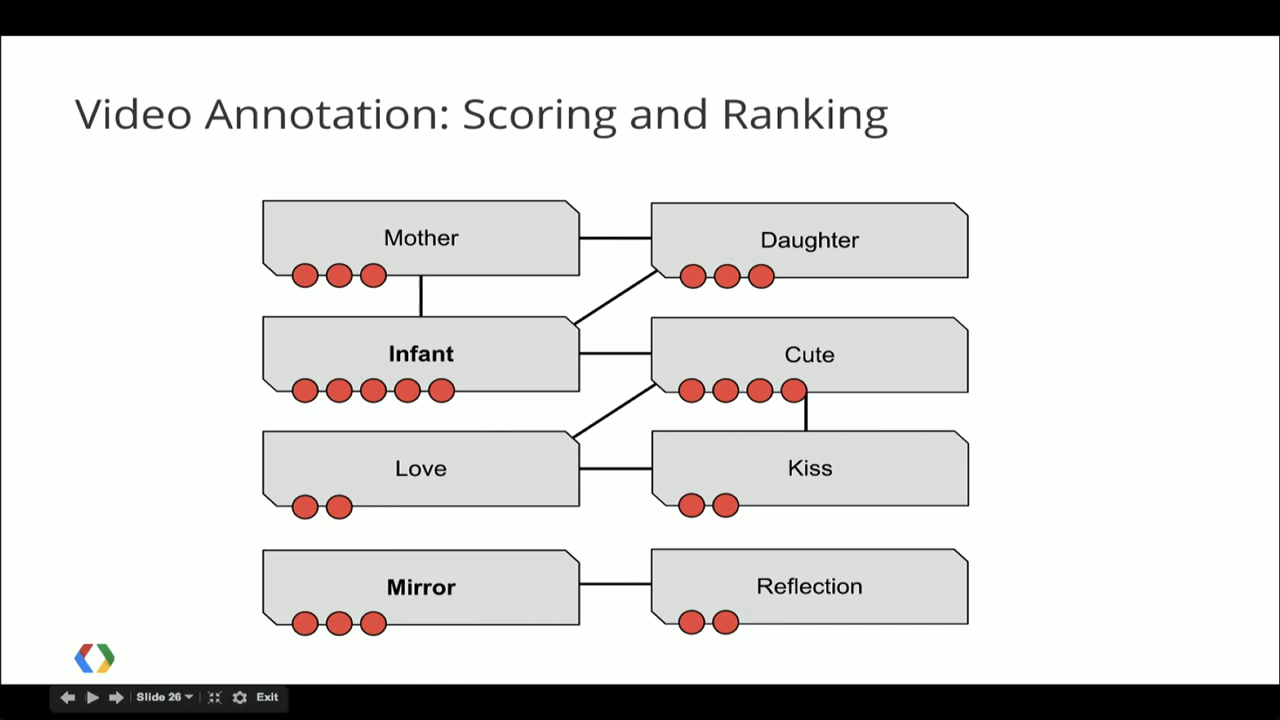 Video Annotation: Scoring and Ranking
Mother
Daughter
Infant
Cute
Love
Kiss
Mirror
Reflection
Slide 26
Exit